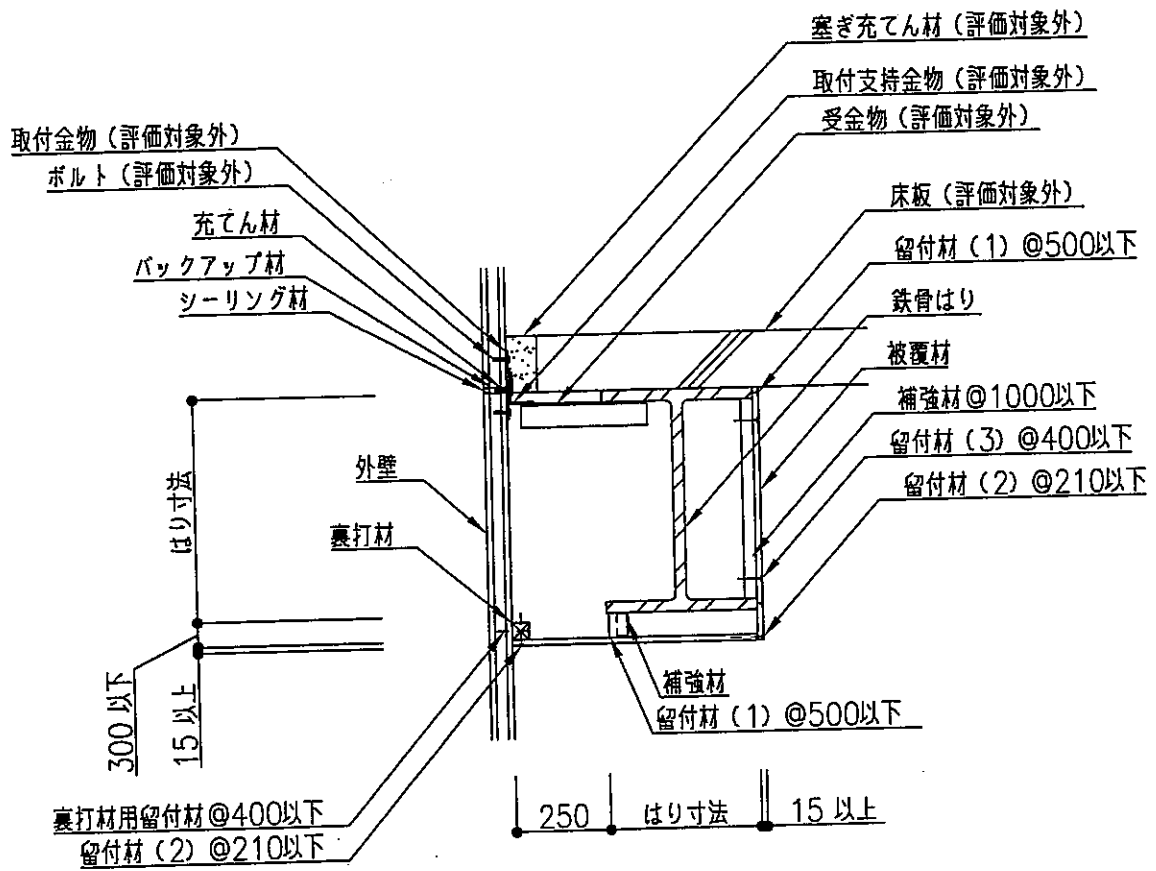 塞ぎ充てん材（評価対象外）
取付支持金物（評価対象外）
受金物（評価対象外）
取付金物（評価対象外）
ボルト（評価対象外）
床板（評価対象外）
充てん材
留付材（1）@500以下
バックアップ材
シーリング材
鉄骨はり
被覆材
補強材@1000以下
留付材（3）@400以下
外壁
留付材（2）@210以下
はり寸法
裏打材
補強材
留付材（1）@500以下
300以下
15以上
裏打材用留付材@400以下
留付材（2）@210以下
250
はり寸法
15以上